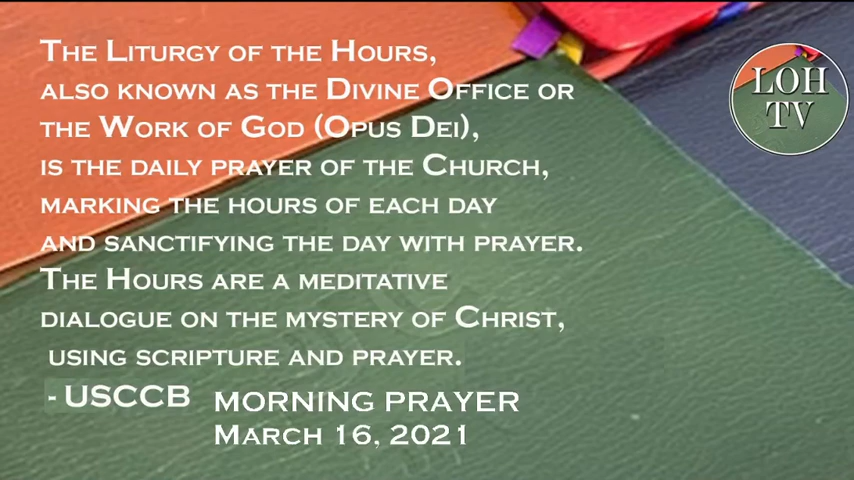 The Liturgy of the Hours,
also known as the Divine Office or
the Work of God (Opus Dei),
is the daily prayer of the Church,
marking the hours of each day
and sanctifying the day with prayer.
The Hours are a meditative
dialogue on the mystery of Christ,
using scripture and prayer.
- USCCB
MORNING PRAYER
March 16, 2021
LOH
TV